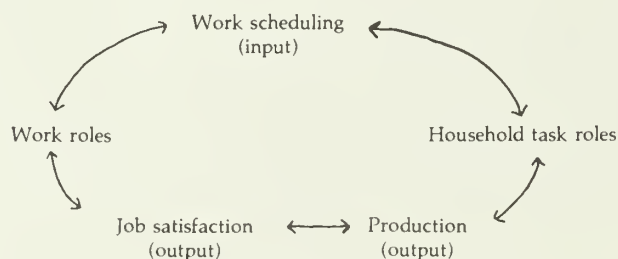 Work scheduling
(input)
Work roles
Household task roles
Job satisfaction
(output)
Production
(output)